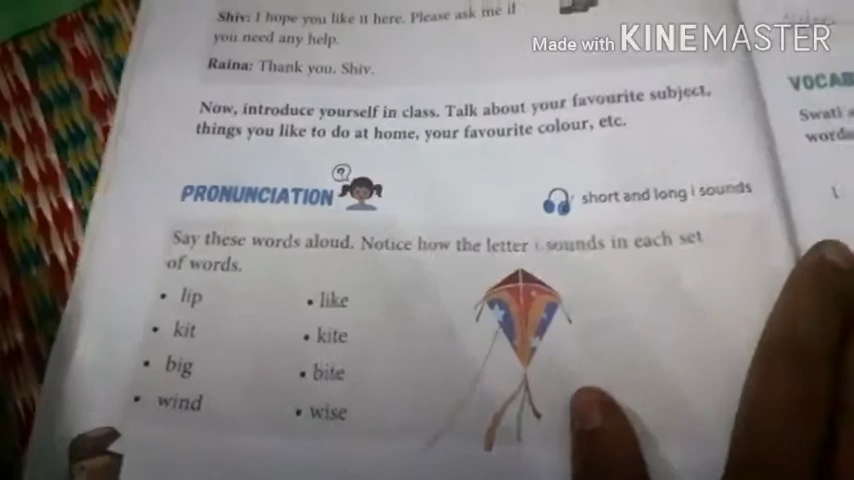 Shiv: I hope you like it here. Please ask me if
you need any help.
Made with KINEMASTER
Raina: Thank you. Shiv.
Now, introduce yourself in class. Talk about your favourite subject,
things you like to do at home, your favourite colour, etc.
VOCAB
Swati
words
1
PRONUNCIATION ?
short and long i sounds
Say these words aloud. Notice how the letter i sounds in each set
of words.
• lip
• like
• kit
• kite
• big
• bite
• wind
• wise